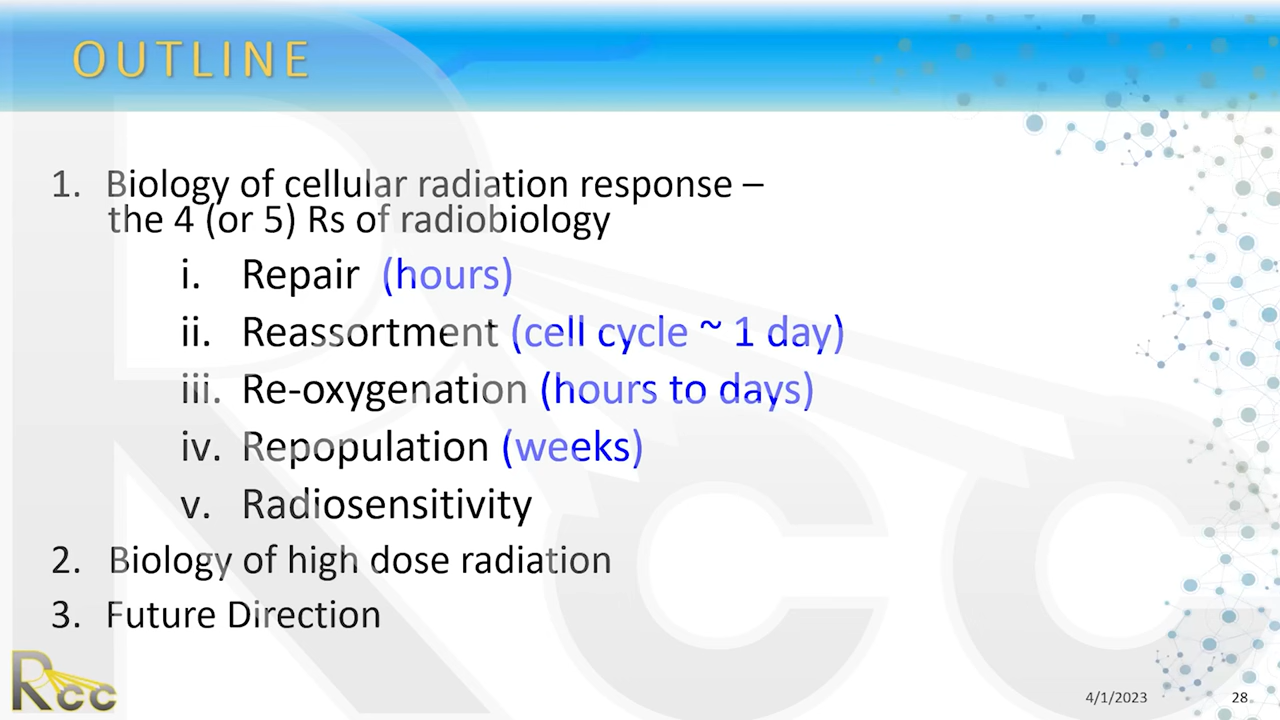 OUTLINE
1. Biology of cellular radiation response –
the 4 (or 5) Rs of radiobiology
i. Repair (hours)
ii. Reassortment (cell cycle ~ 1 day)
iii. Re-oxygenation (hours to days)
iv. Repopulation (weeks)
v. Radiosensitivity
2. Biology of high dose radiation
3. Future Direction
Rcc
4/1/2023 28